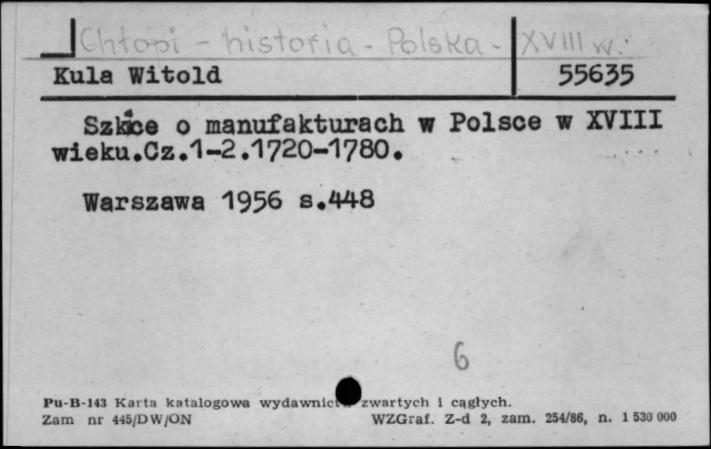 Chłopi - historia - Polska - XVIII w.
Kula Witold 55635
Szkice o manufakturach w Polsce w XVIII
wieku.Cz.1-2.1720-1780.
Warszawa 1956 s.448
6
Pu-B-143 Karta katalogowa wydawnictw zwartych i cągłych.
Zam nr 445/DW/ON WZGraf. Z-d 2, zam. 254/86, n. 1 530 000